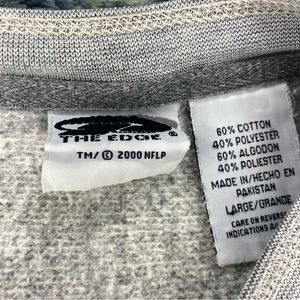 THE EDGE ®
TM/ © 2000 NFLP
60% COTTON
40% POLYESTER
60% ALGODON
40% POLIESTER
MADE IN/HECHO EN
PAKISTAN
LARGE/GRANDE
CARE ON REVERSE
INDICATIONS AL